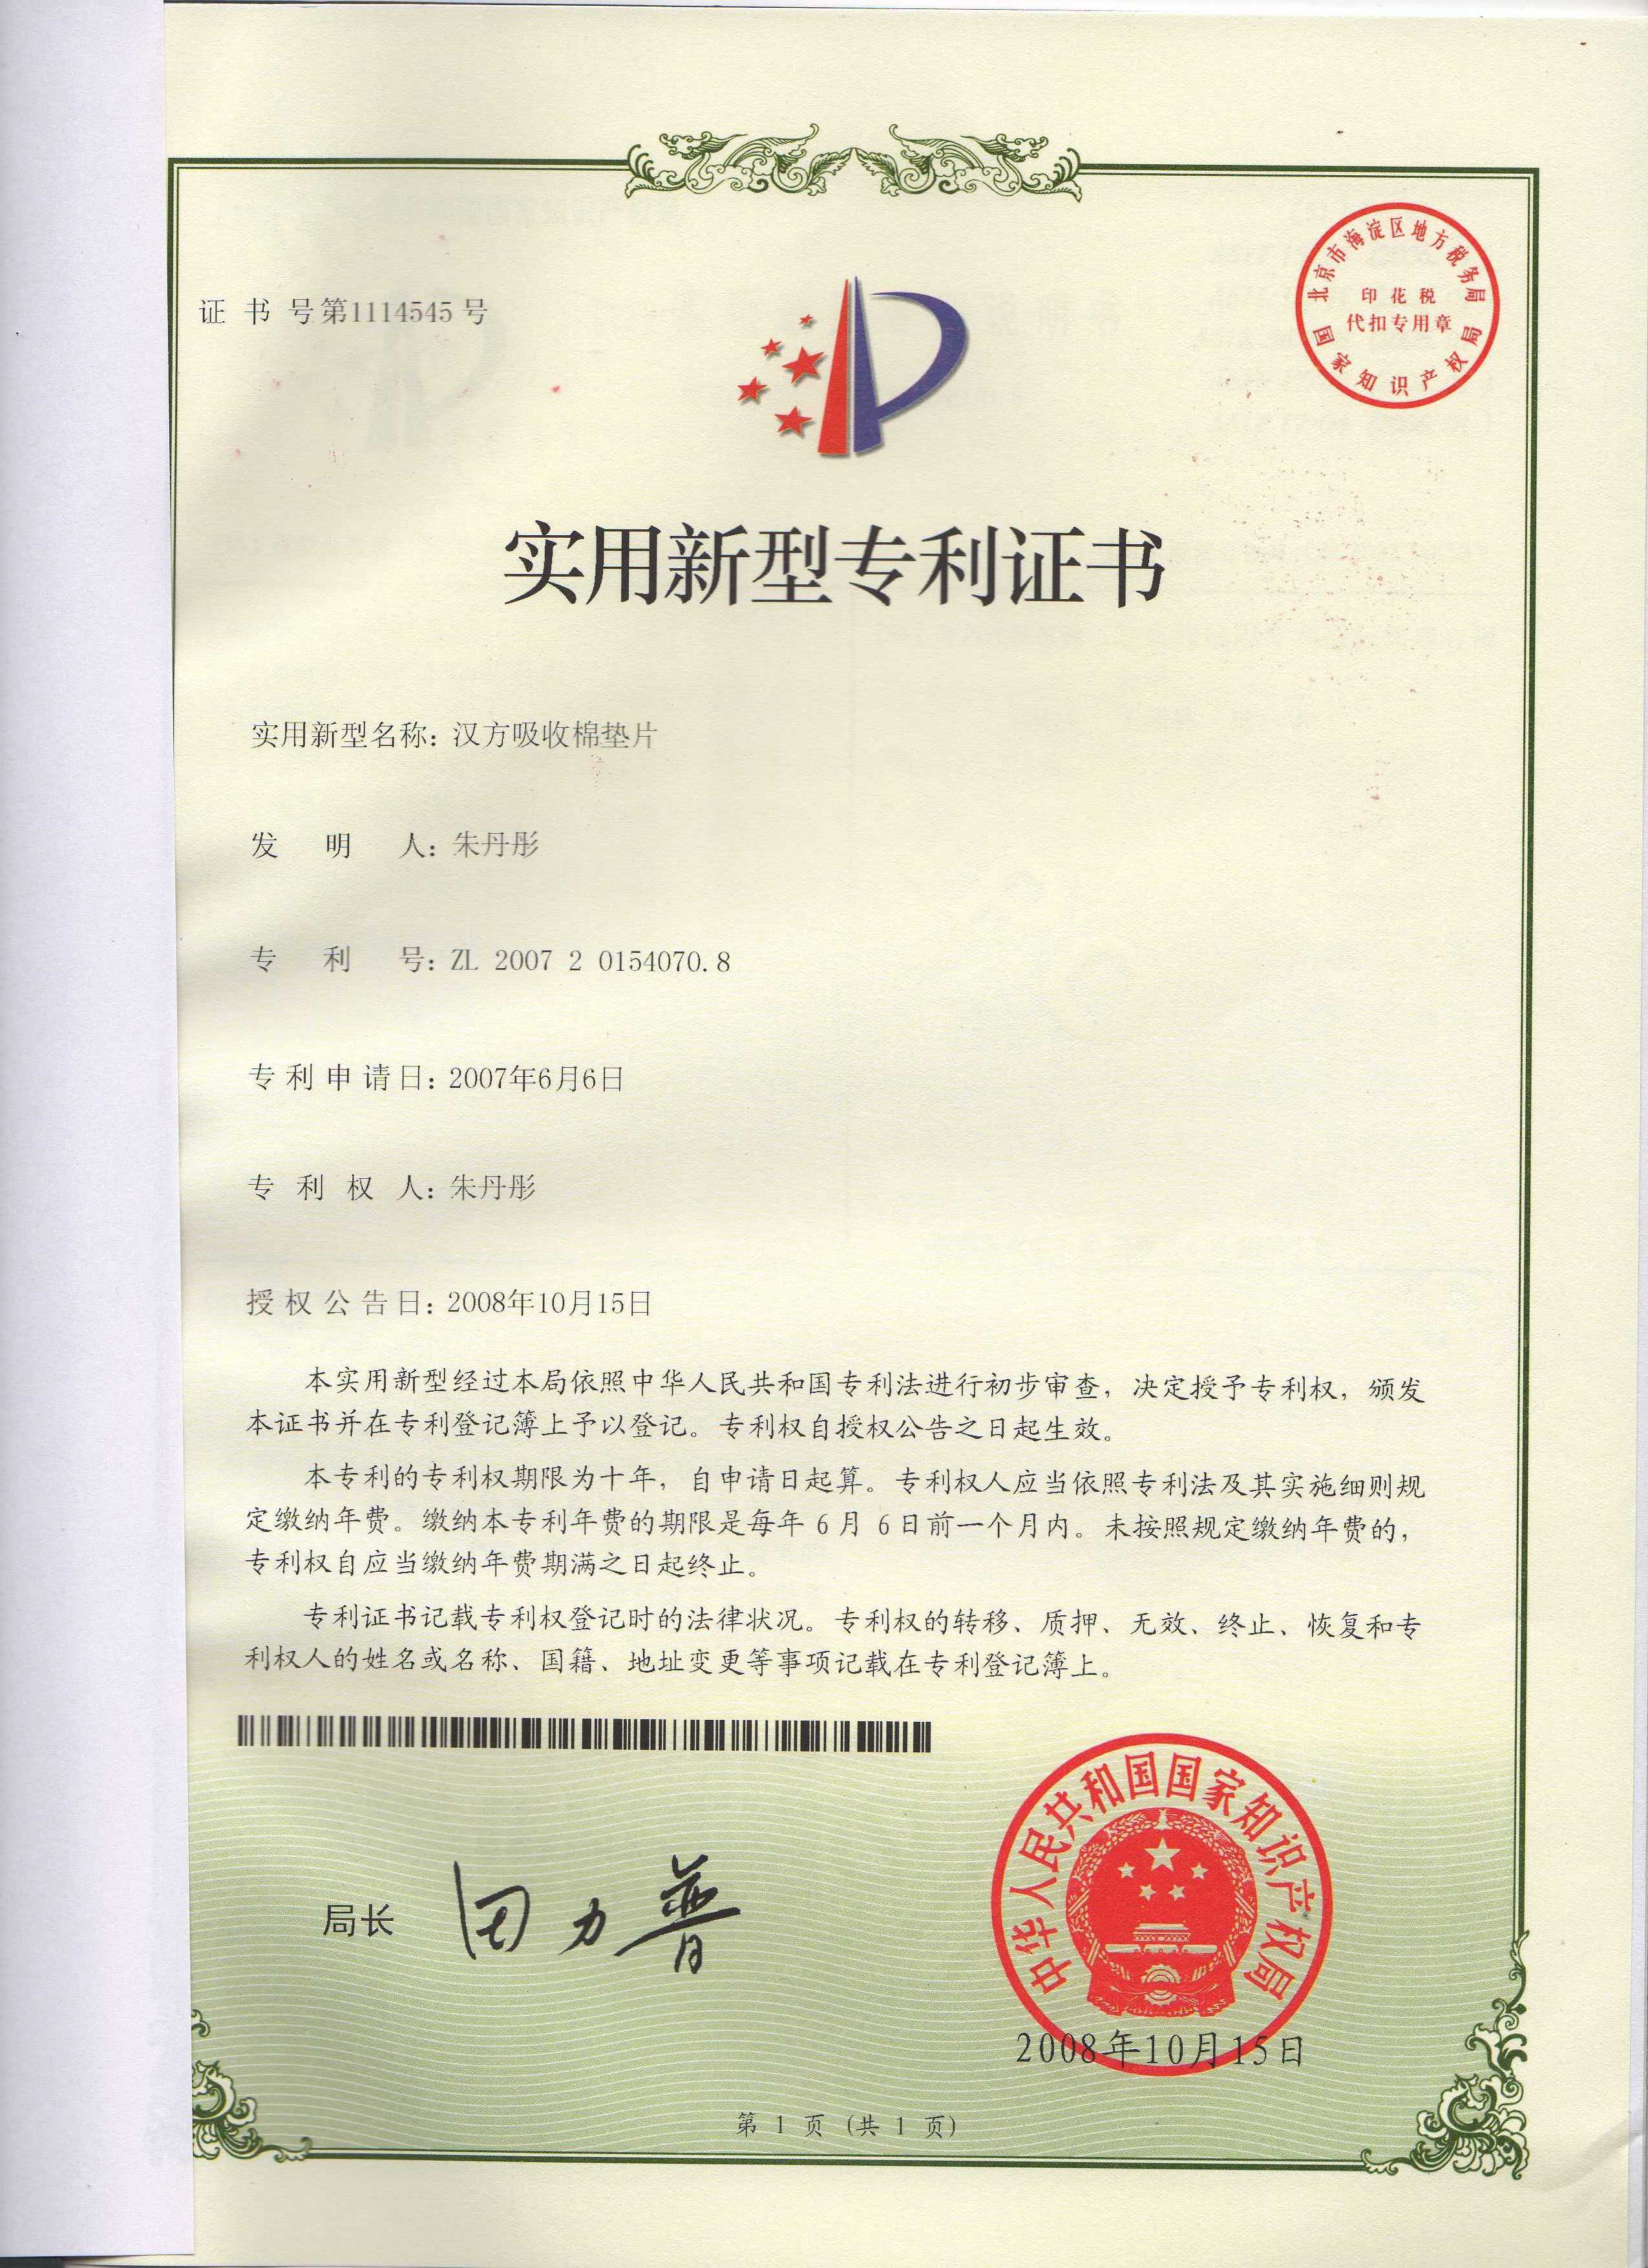 证书号第1114545号
北京市海淀区地方税务局
印花税
代扣专用章
国家知识产权局
实用新型专利证书
实用新型名称：汉方吸收棉垫片
发明人：朱丹彤
专利号：ZL 2007 2 0154070.8
专利申请日：2007年6月6日
专利权人：朱丹彤
授权公告日：2008年10月15日
本实用新型经过本局依照中华人民共和国专利法进行初步审查，决定授予专利权，颁发
本证书并在专利登记簿上予以登记。专利权自授权公告之日起生效。
本专利的专利权期限为十年，自申请日起算。专利权人应当依照专利法及其实施细则规
定缴纳年费。缴纳本专利年费的期限是每年 6 月 6 日前一个月内。未按照规定缴纳年费的，
专利权自应当缴纳年费期满之日起终止。
专利证书记载专利权登记时的法律状况。专利权的转移、质押、无效、终止、恢复和专
利权人的姓名或名称、国籍、地址变更等事项记载在专利登记簿上。
局长 田力普
中华人民共和国国家知识产权局
2008年10月15日
第 1 页 (共 1 页)